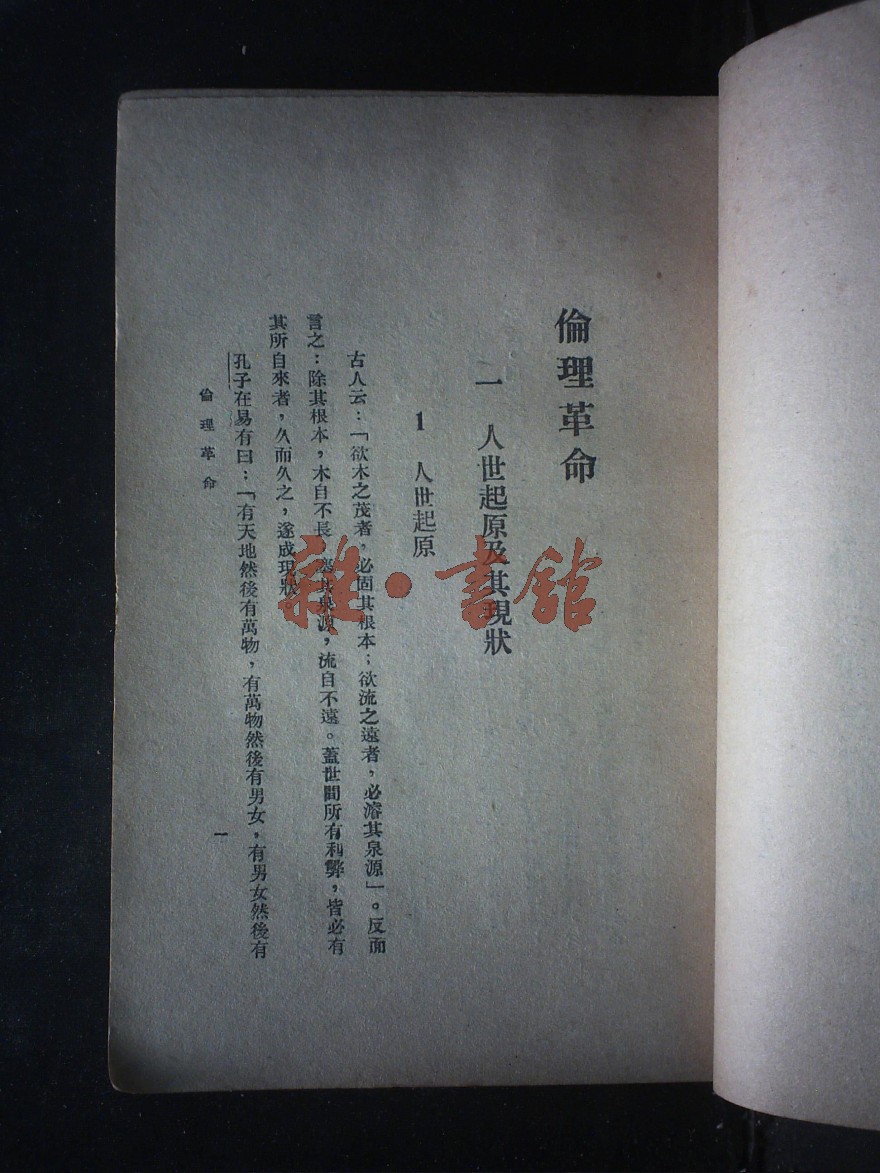 倫理革命
一 人世起原及其現狀
1 人世起原
古人云：「欲木之茂者，必固其根本；欲流之遠者，必濬其泉源」。反面
言之：除其根本，木自不長，塞其泉源，流自不遠。蓋世間所有利弊，皆必有
其所自來者，久而久之，遂成現狀。
孔子在易有曰：「有天地然後有萬物，有萬物然後有男女，有男女然後有
倫理革命
一
雜·書館